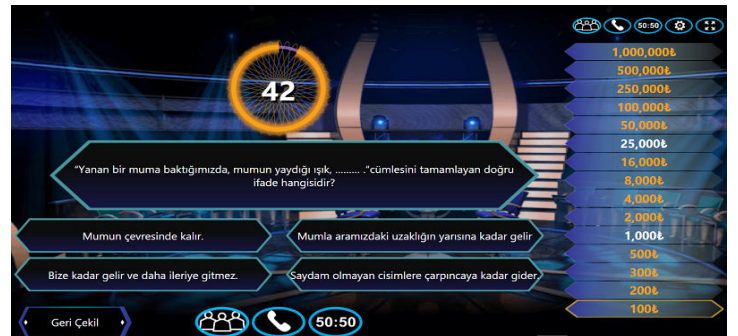 50:50
1,000,000₺
500,000₺
250,000₺
100,000₺
50,000₺
25,000₺
16,000₺
8,000₺
4,000₺
2,000₺
1,000₺
500₺
300₺
200₺
100₺
42
"Yanan bir muma baktığımızda, mumun yaydığı ışık, ......... ."cümlesini tamamlayan doğru
ifade hangisidir?
Mumun çevresinde kalır.
Mumla aramızdaki uzaklığın yarısına kadar gelir
Bize kadar gelir ve daha ileriye gitmez.
Saydam olmayan cisimlere çarpıncaya kadar gider.
Geri Çekil
50:50